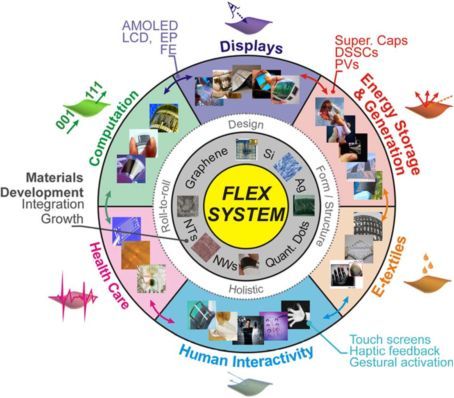 AMOLED
LCD, EP
FE
Displays
Super. Caps
DSSCs
PVs
Energy Storage
& Generation
Computation
001
111
Materials
Development
Integration
Growth
Design
Roll-to-roll
Form / Structure
Holistic
Graphene
Si
Ag
Quant. Dots
NWs
NTs
FLEX
SYSTEM
Health Care
E-textiles
Human Interactivity
Touch screens
Haptic feedback
Gestural activation